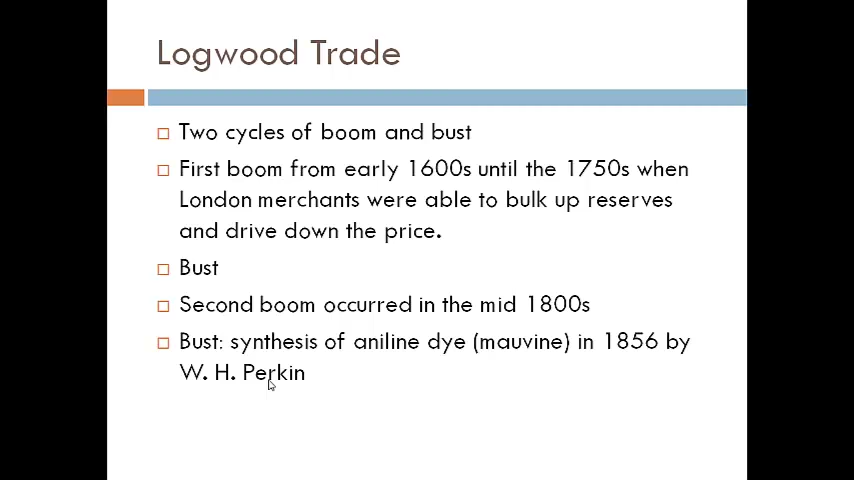 Logwood Trade
Two cycles of boom and bust
First boom from early 1600s until the 1750s when
London merchants were able to bulk up reserves
and drive down the price.
Bust
Second boom occurred in the mid 1800s
Bust: synthesis of aniline dye (mauvine) in 1856 by
W. H. Perkin